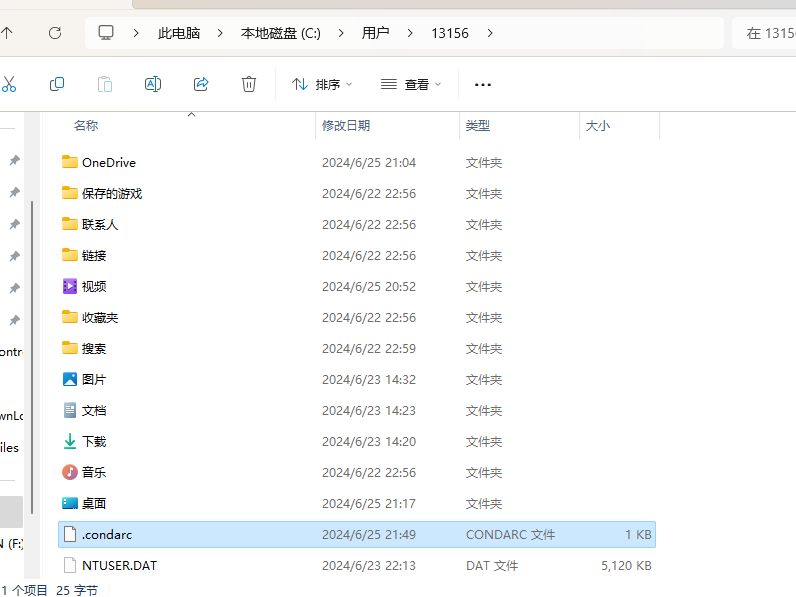 此电脑 > 本地磁盘 (C:) > 用户 > 13156 >
在 1315
排序 查看 ...
名称 修改日期 类型 大小
OneDrive 2024/6/25 21:04 文件夹
保存的游戏 2024/6/22 22:56 文件夹
联系人 2024/6/22 22:56 文件夹
链接 2024/6/22 22:56 文件夹
视频 2024/6/25 20:52 文件夹
收藏夹 2024/6/22 22:56 文件夹
ontr
搜索 2024/6/22 22:59 文件夹
图片 2024/6/23 14:32 文件夹
wnLo
文档 2024/6/23 14:23 文件夹
iles
下载 2024/6/23 14:20 文件夹
音乐 2024/6/22 22:56 文件夹
桌面 2024/6/25 21:17 文件夹
.condarc 2024/6/25 21:49 CONDARC 文件 1 KB
N (F:)
NTUSER.DAT 2024/6/23 22:13 DAT 文件 5,120 KB
1 个项目 25 字节